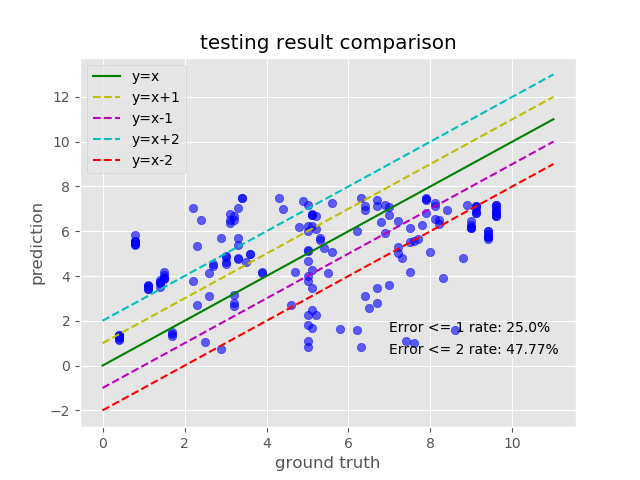 testing result comparison
y=x
y=x+1
y=x-1
y=x+2
y=x-2
12
10
8
6
4
2
0
−2
prediction
Error <= 1 rate: 25.0%
Error <= 2 rate: 47.77%
0 2 4 6 8 10
ground truth